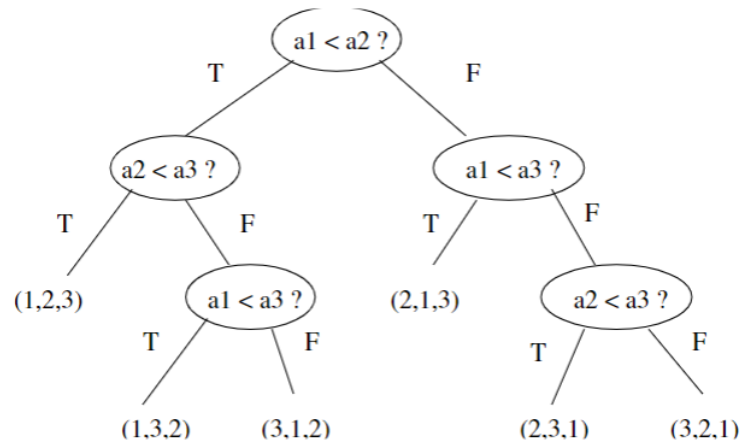 a1 < a2 ?
T F
a2 < a3 ? a1 < a3 ?
T F T F
(1,2,3) a1 < a3 ? (2,1,3) a2 < a3 ?
T F T F
(1,3,2) (3,1,2) (2,3,1) (3,2,1)